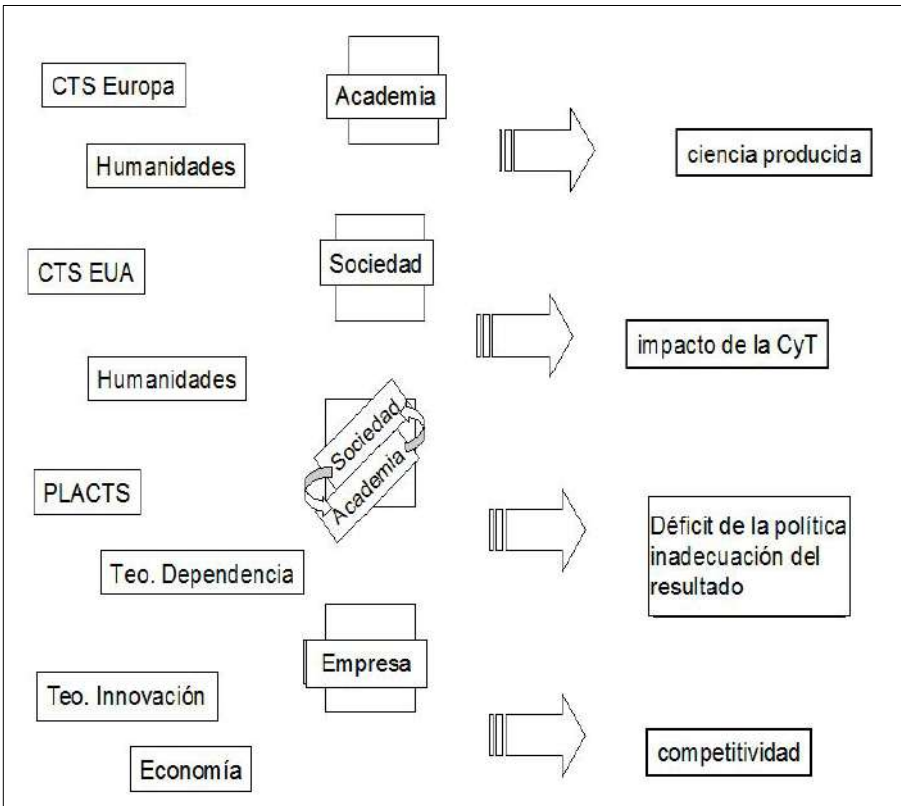 CTS Europa
Academia
Humanidades
ciencia producida
CTS EUA
Sociedad
Humanidades
impacto de la CyT
Sociedad
Academia
PLACTS
Teo. Dependencia
Déficit de la política
inadecuación del
resultado
Empresa
Teo. Innovación
Economía
competitividad